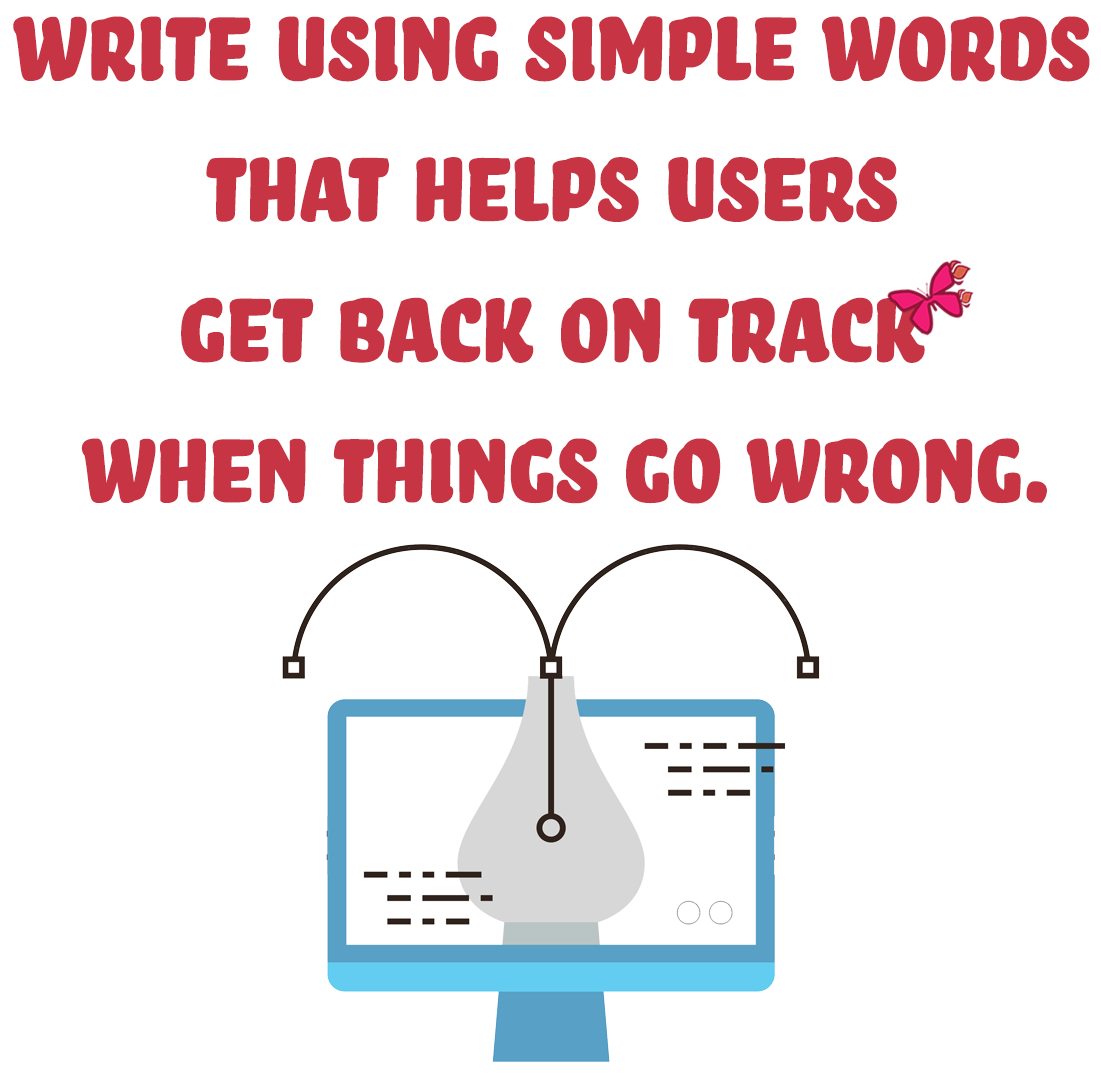 WRITE USING SIMPLE WORDS
THAT HELPS USERS
GET BACK ON TRACK
WHEN THINGS GO WRONG.